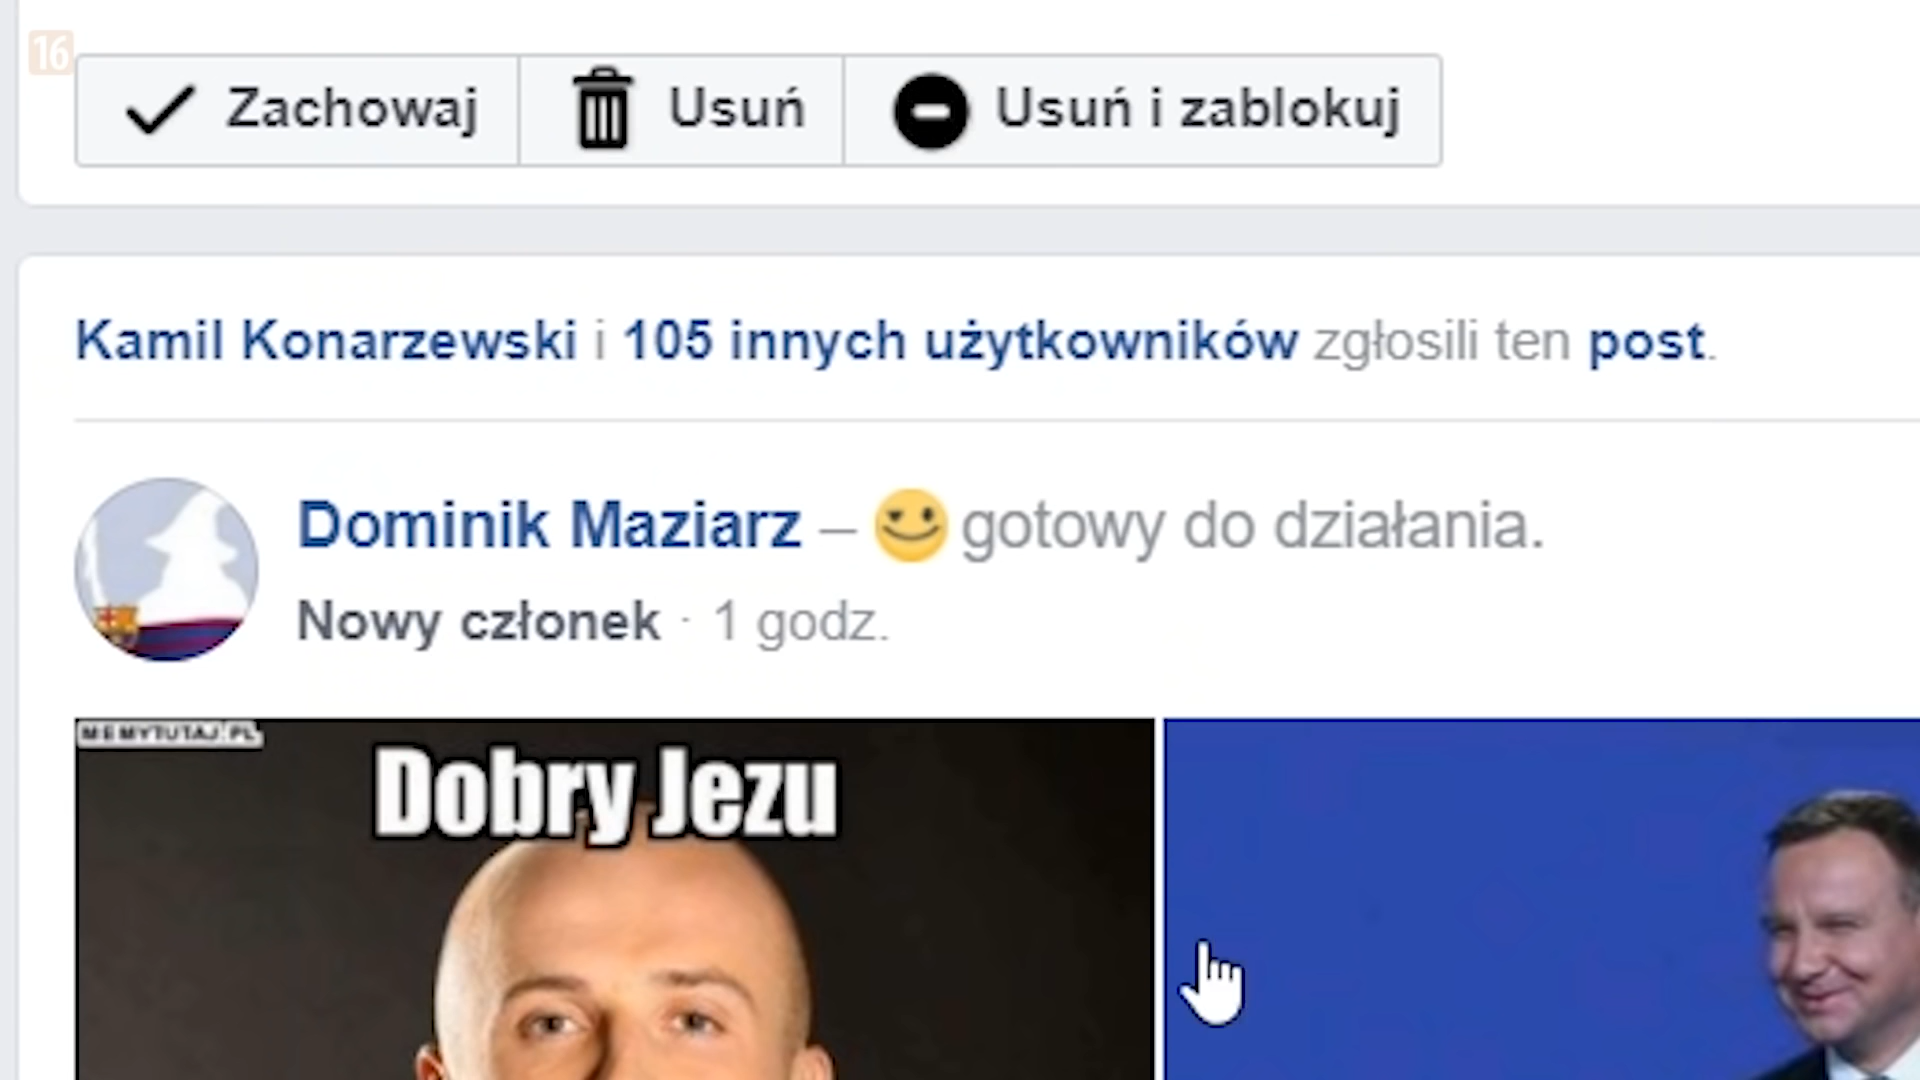 16
Zachowaj
Usuń
Usuń i zablokuj
Kamil Konarzewski i 105 innych użytkowników zgłosili ten post.
Dominik Maziarz – gotowy do działania.
Nowy członek · 1 godz.
MEMYTUTAJ.PL
Dobry Jezu